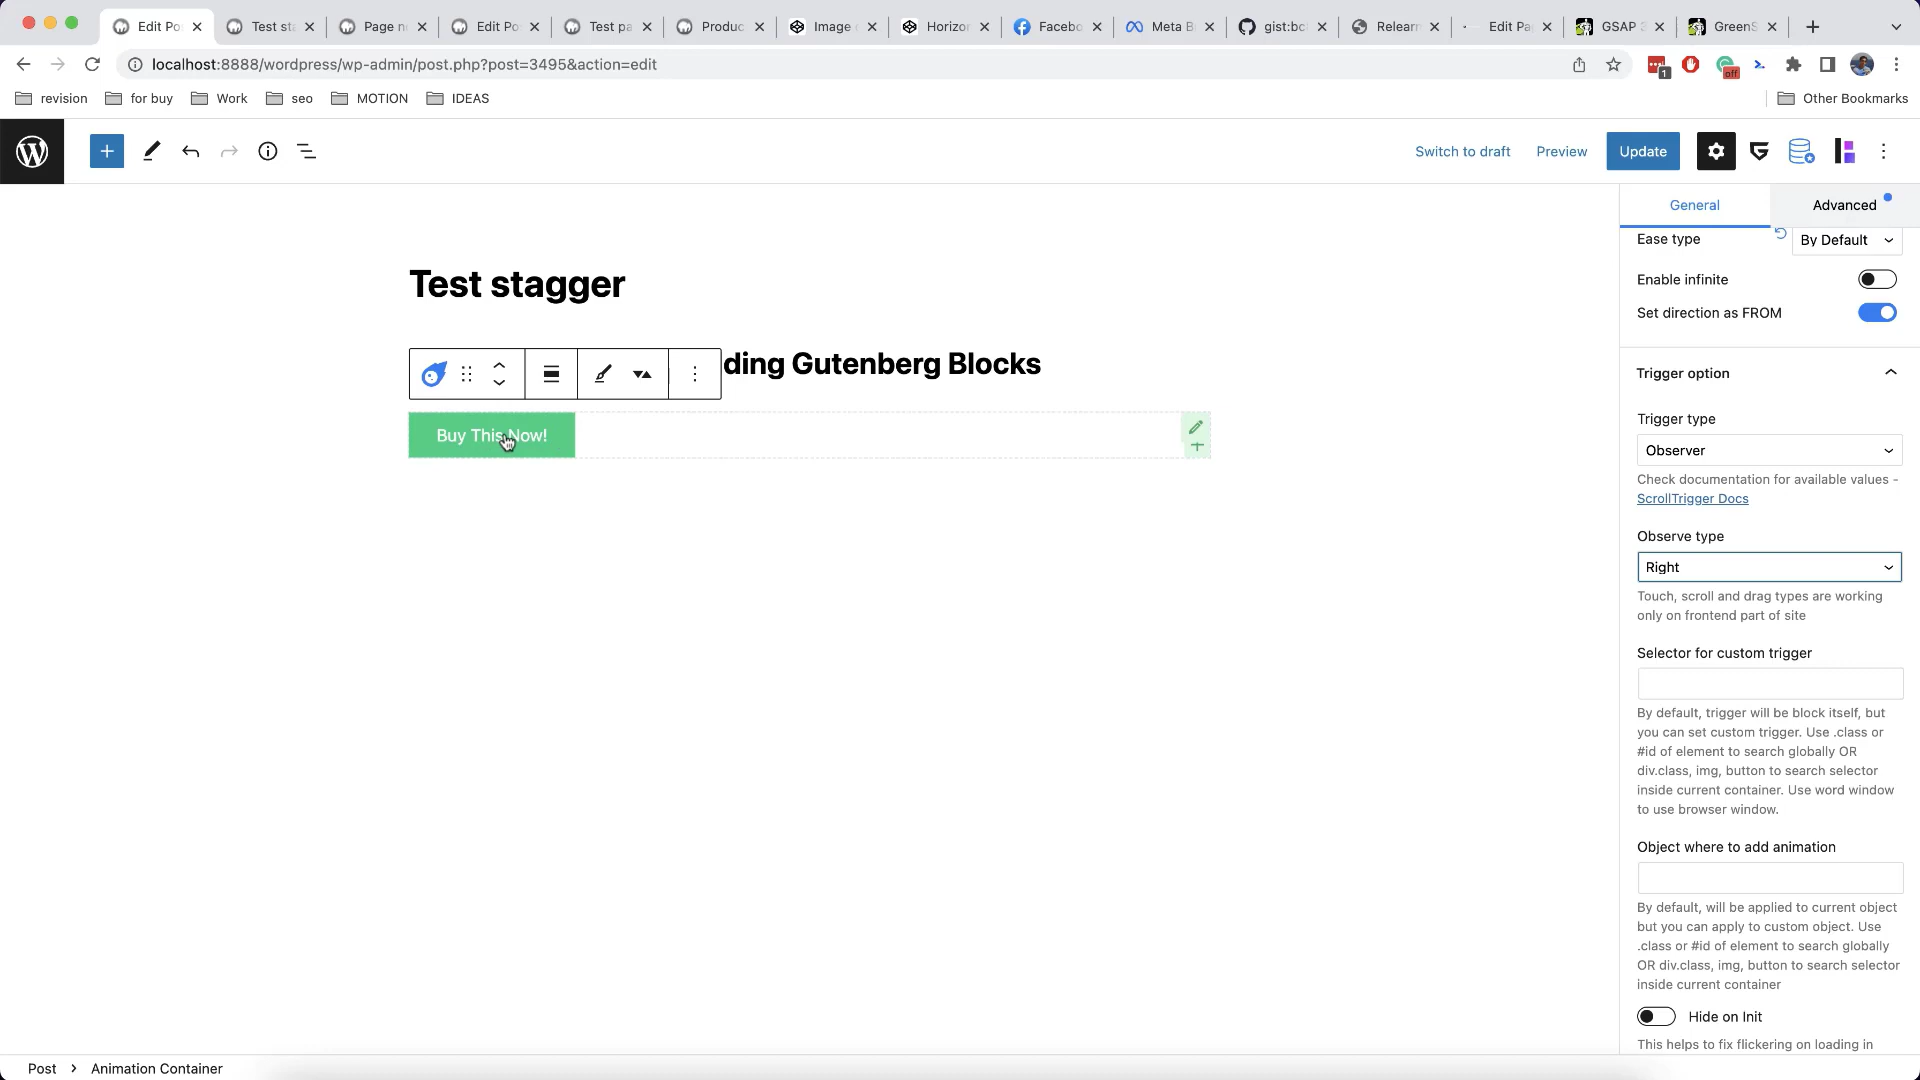 Edit Po
Test sta
Page n
Edit Po
Test pa
Produc
Image
Horizo
Facebo
Meta B
gist:bc
Relearn
Edit Pa
GSAP 3
GreenS
localhost:8888/wordpress/wp-admin/post.php?post=3495&action=edit
1
off
revision
for buy
Work
seo
MOTION
IDEAS
Other Bookmarks
Switch to draft
Preview
Update
General
Advanced
Ease type
By Default
Enable infinite
Set direction as FROM
Test stagger
ding Gutenberg Blocks
Buy This Now!
Trigger option
Trigger type
Observer
Check documentation for available values -
ScrollTrigger Docs
Observe type
Right
Touch, scroll and drag types are working
only on frontend part of site
Selector for custom trigger
By default, trigger will be block itself, but
you can set custom trigger. Use .class or
#id of element to search globally OR
div.class, img, button to search selector
inside current container. Use word window
to use browser window.
Object where to add animation
By default, will be applied to current object
but you can apply to custom object. Use
.class or #id of element to search globally
OR div.class, img, button to search selector
inside current container
Hide on Init
This helps to fix flickering on loading in
Post
Animation Container